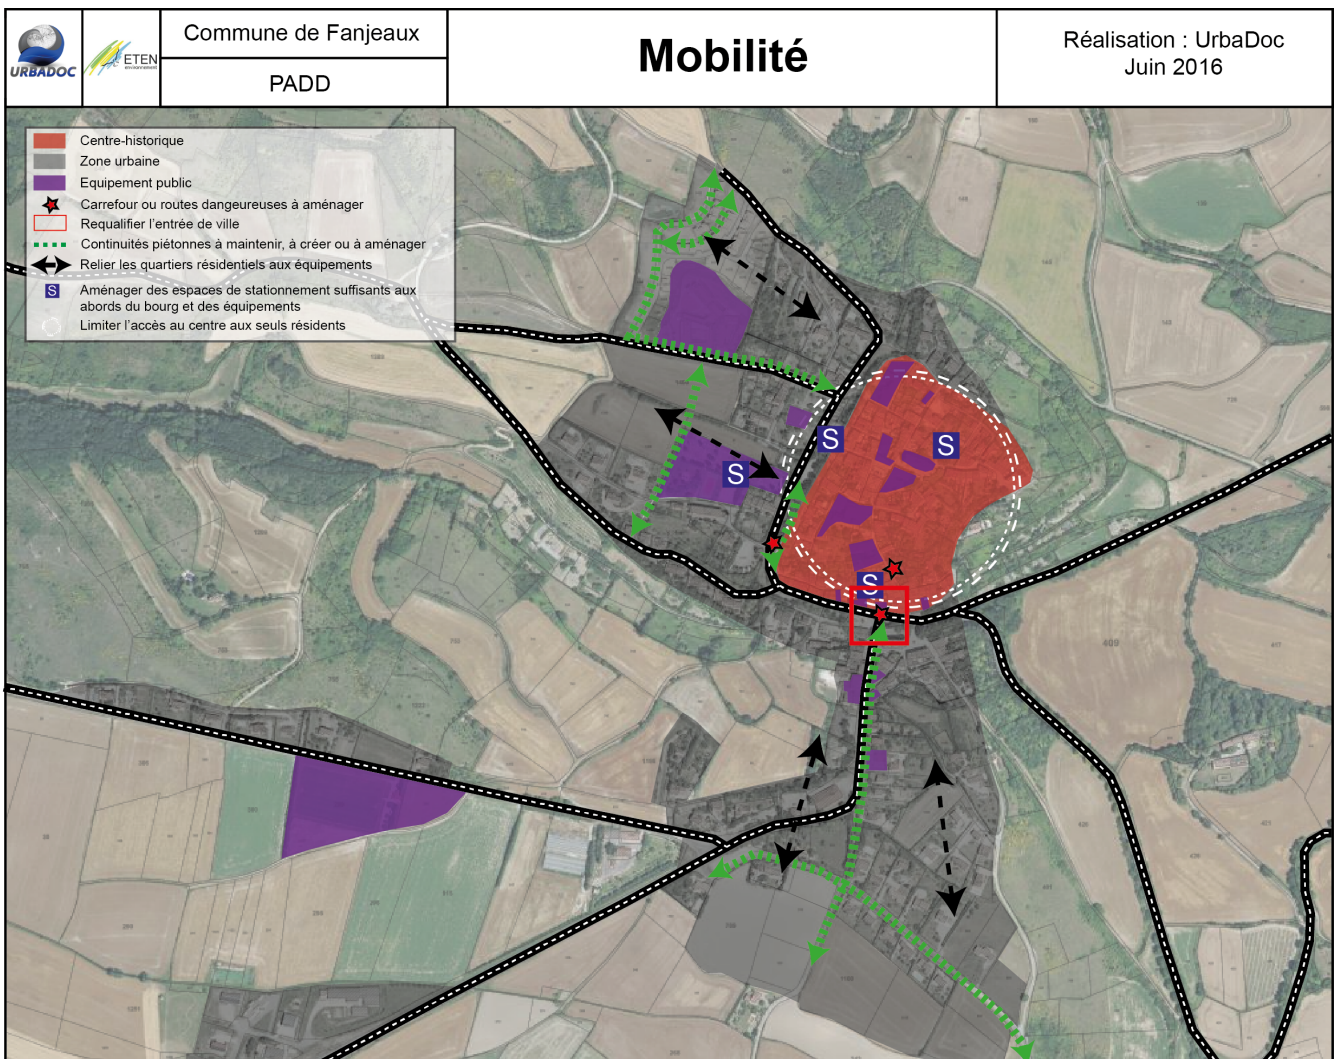 URBADOC
ETEN
environnement
Commune de Fanjeaux
PADD
Mobilité
Réalisation : UrbaDoc
Juin 2016
Centre-historique
Zone urbaine
Equipement public
Carrefour ou routes dangeureuses à aménager
Requalifier l'entrée de ville
Continuités piétonnes à maintenir, à créer ou à aménager
Relier les quartiers résidentiels aux équipements
S
Aménager des espaces de stationnement suffisants aux
abords du bourg et des équipements
Limiter l'accès au centre aux seuls résidents
S
S
S
S
409